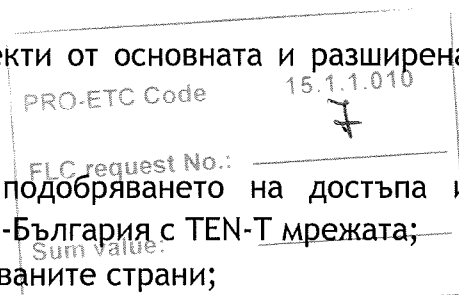 екти от основната и разширена
PRO-ETC Code 15.1.1.010
7
FLC request No.:
подобряването на достъпа и
-България с TEN-T мрежата;
Sum value:
ваните страни;